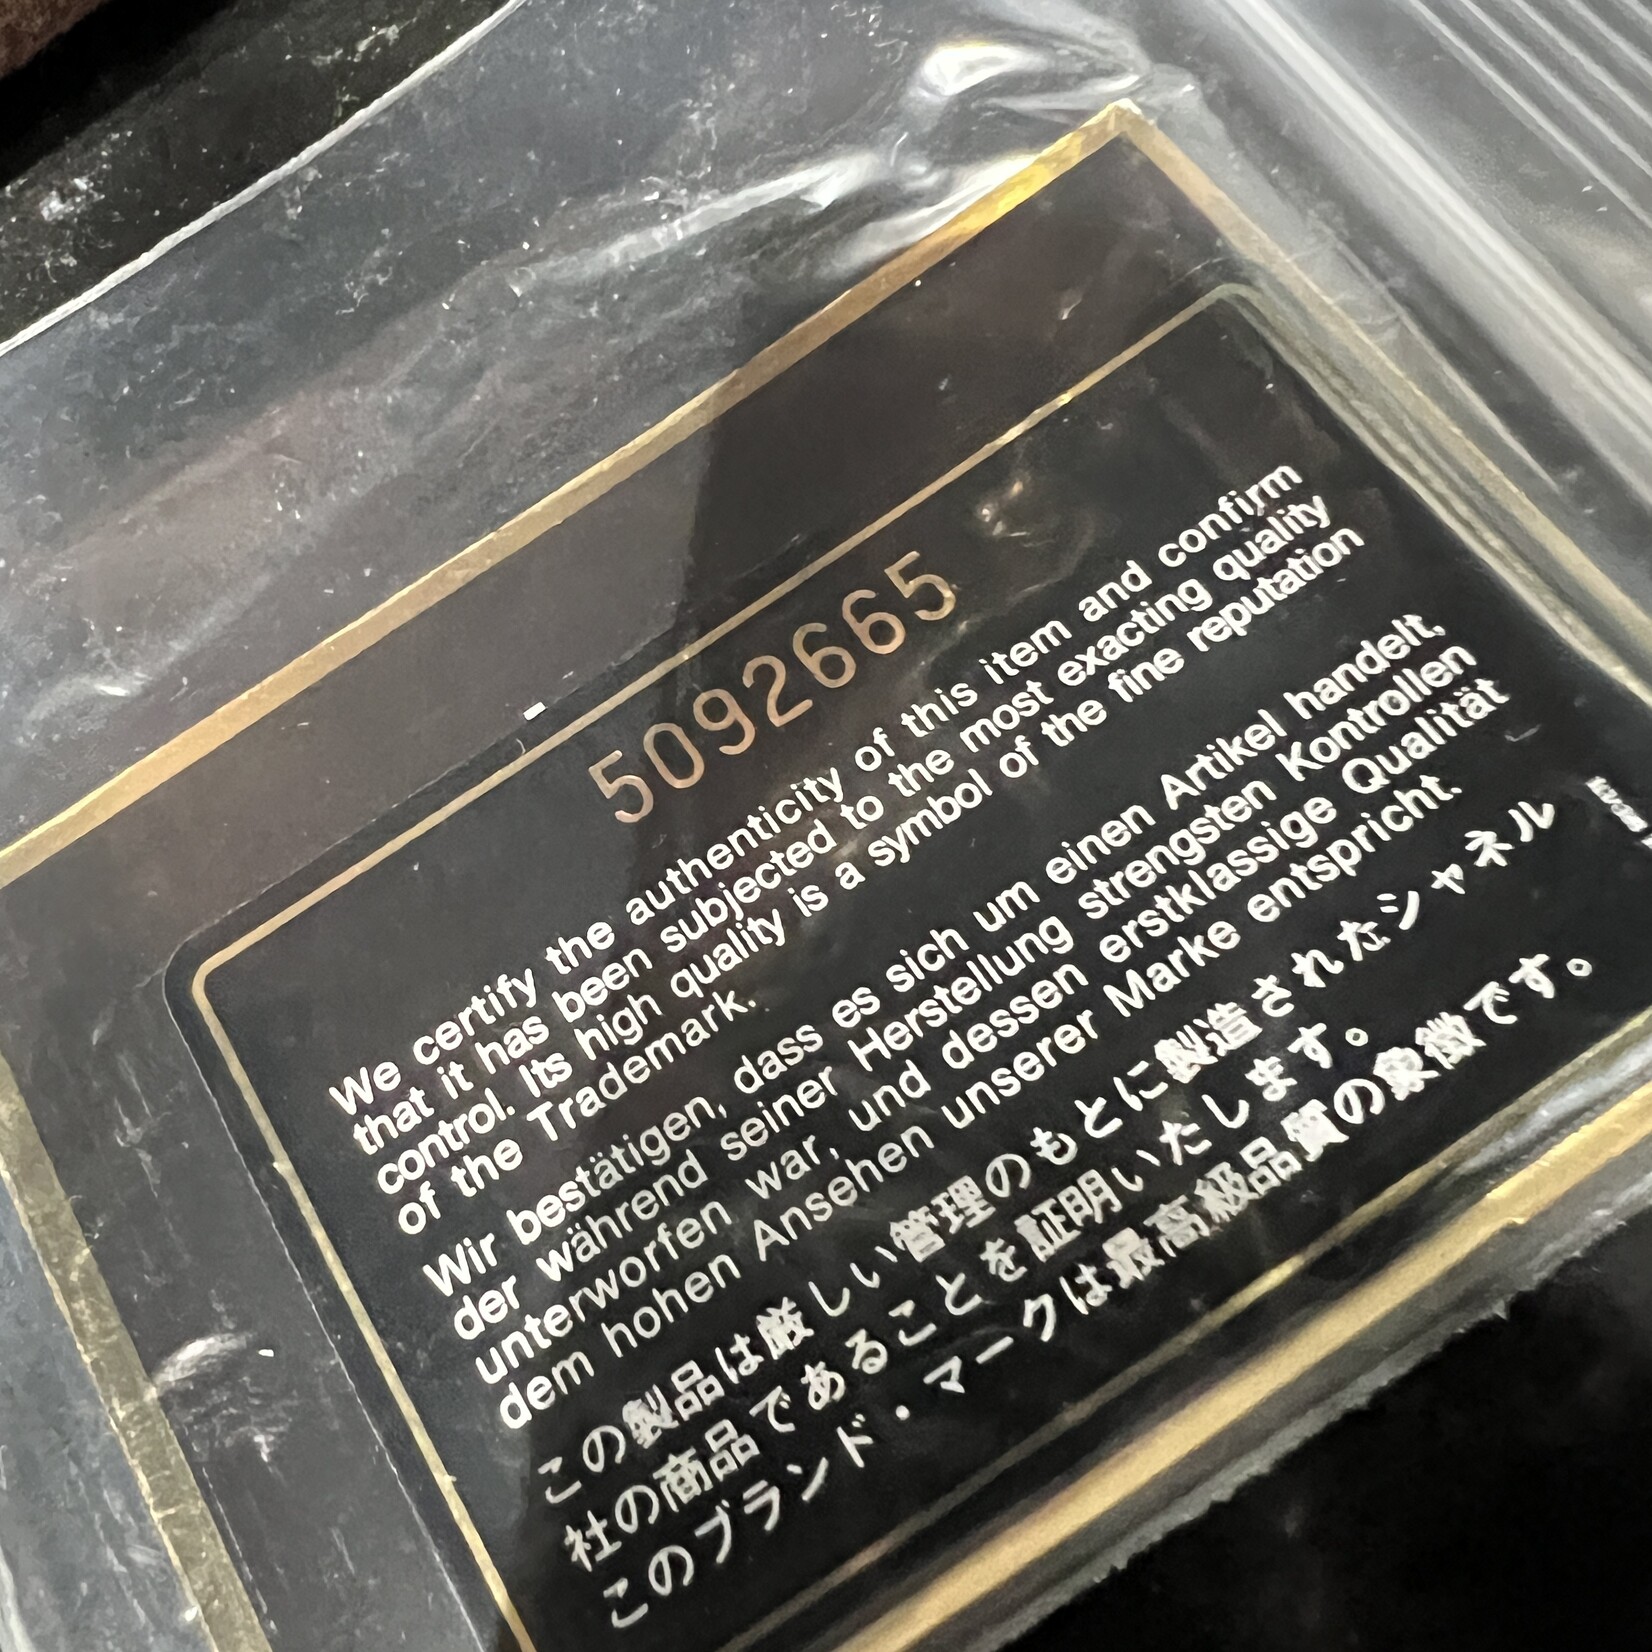 5092665
We certify the authenticity of this item and confirm
that it has been subjected to the most exacting quality
control. Its high quality is a symbol of the fine reputation
of the Trademark.
Wir bestätigen, dass es sich um einen Artikel handelt,
der während seiner Herstellung strengsten Kontrollen
unterworfen war, und dessen erstklassige Qualität
dem hohen Ansehen unserer Marke entspricht.
この製品は厳しい管理のもとに製造されたシャネル
社の商品であることを証明いたします。
このブランド・マークは最高級品質の象徴です。